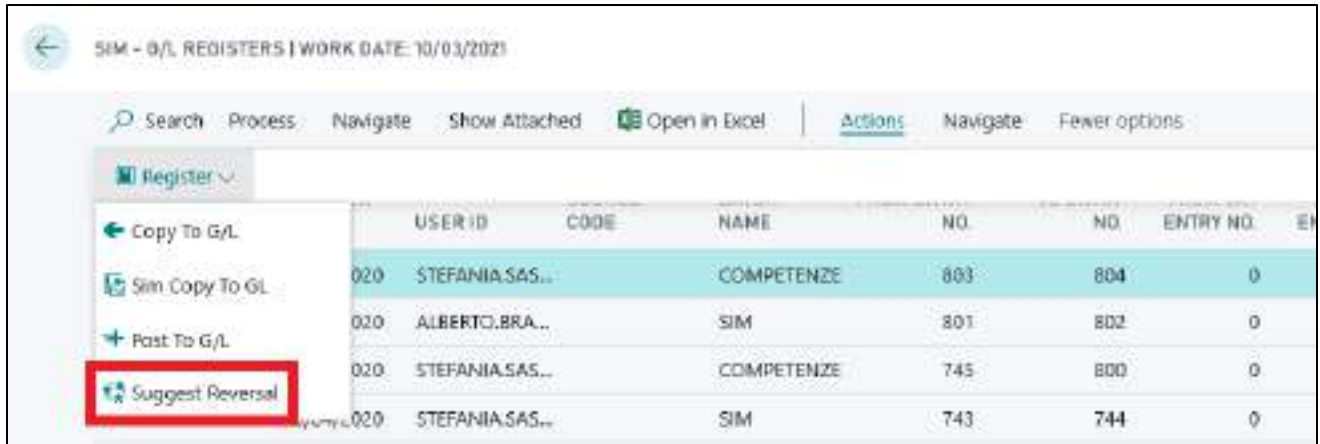 SIM - G/L REGISTERS | WORK DATE: 10/03/2021
Search Process Navigate Show Attached Open in Excel Actions Navigate Fewer options
Register
USER ID CODE NAME NO. NO. ENTRY NO.
Copy To G/L
020 STEFANIA.SAS... COMPETENZE 803 804 0
Sim Copy To GL
020 ALBERTO.BRA... SIM 801 802 0
Post To G/L
020 STEFANIA.SAS... COMPETENZE 745 800 0
Suggest Reversal
2020 STEFANIA.SAS... SIM 743 744 0